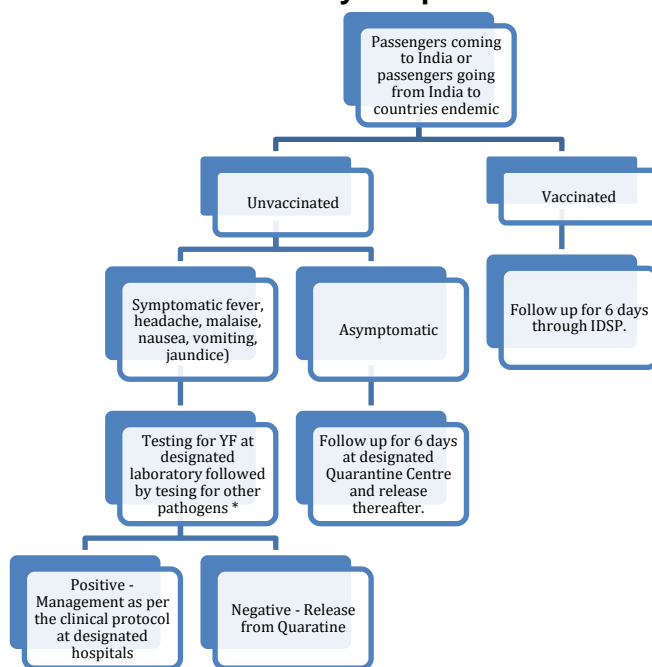 Passengers coming
to India or
passengers going
from India to
countries endemic
Unvaccinated
Vaccinated
Symptomatic fever,
headache, malaise,
nausea, vomiting,
jaundice)
Asymptomatic
Follow up for 6 days
through IDSP.
Testing for YF at
designated
laboratory followed
by tesing for other
pathogens *
Follow up for 6 days
at designated
Quarantine Centre
and release
thereafter.
Positive -
Management as per
the clinical protocol
at designated
hospitals
Negative - Release
from Quaratine